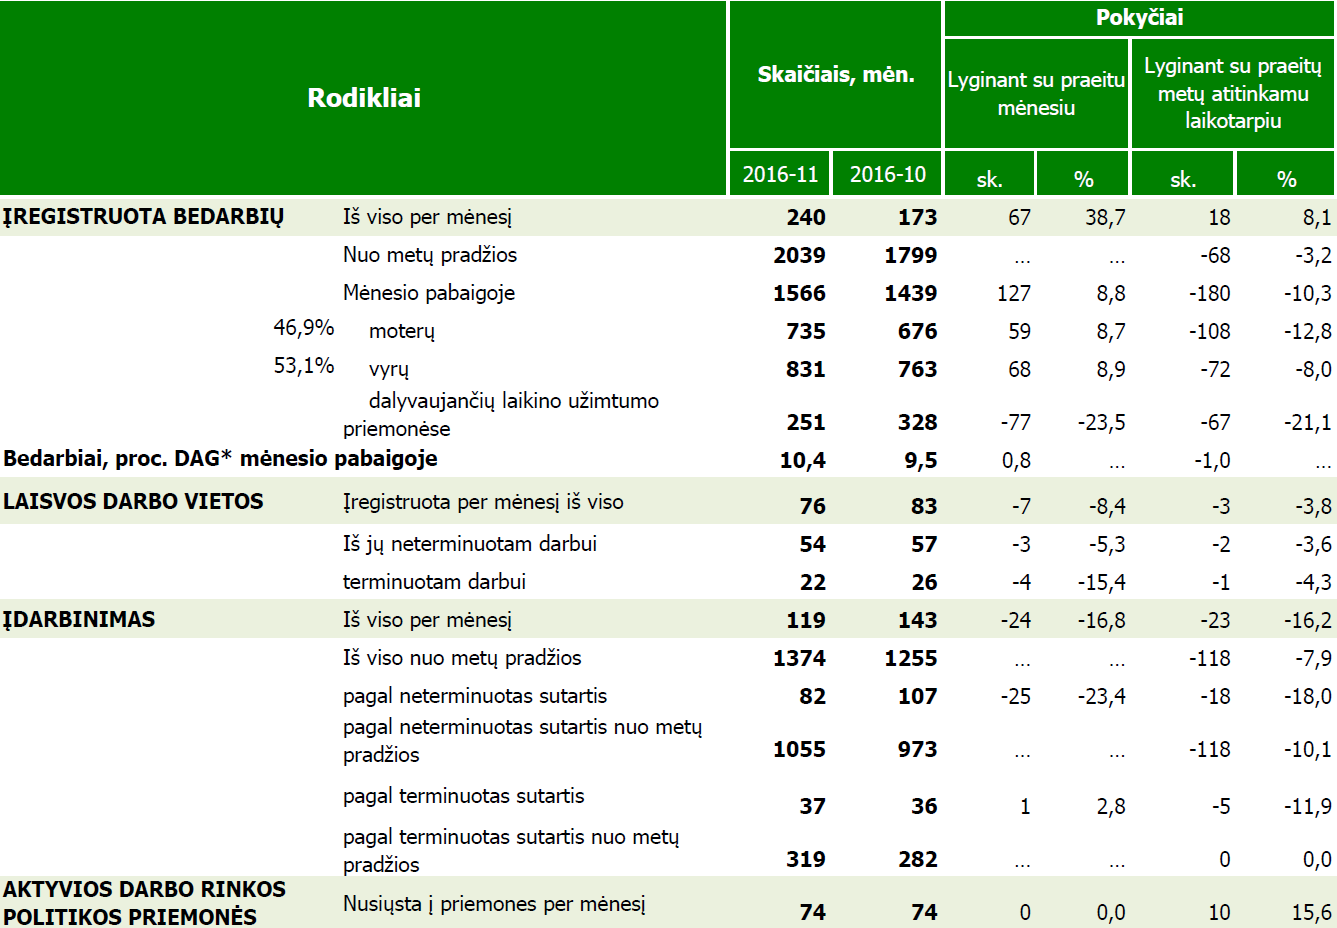 Rodikliai
Skaičiais, mėn.
Pokyčiai
Lyginant su praeitu
mėnesiu
Lyginant su praeitų
metų atitinkamu
laikotarpiu
2016-11 2016-10 sk. % sk. %
ĮREGISTRUOTA BEDARBIŲ Iš viso per mėnesį 240 173 67 38,7 18 8,1
Nuo metų pradžios 2039 1799 ... ... -68 -3,2
Mėnesio pabaigoje 1566 1439 127 8,8 -180 -10,3
46,9% moterų 735 676 59 8,7 -108 -12,8
53,1% vyrų 831 763 68 8,9 -72 -8,0
dalyvaujančių laikino užimtumo
priemonėse 251 328 -77 -23,5 -67 -21,1
Bedarbiai, proc. DAG* mėnesio pabaigoje 10,4 9,5 0,8 ... -1,0 ...
LAISVOS DARBO VIETOS Įregistruota per mėnesį iš viso 76 83 -7 -8,4 -3 -3,8
Iš jų neterminuotam darbui 54 57 -3 -5,3 -2 -3,6
terminuotam darbui 22 26 -4 -15,4 -1 -4,3
ĮDARBINIMAS Iš viso per mėnesį 119 143 -24 -16,8 -23 -16,2
Iš viso nuo metų pradžios 1374 1255 ... ... -118 -7,9
pagal neterminuotas sutartis 82 107 -25 -23,4 -18 -18,0
pagal neterminuotas sutartis nuo metų
pradžios 1055 973 ... ... -118 -10,1
pagal terminuotas sutartis 37 36 1 2,8 -5 -11,9
pagal terminuotas sutartis nuo metų
pradžios 319 282 ... ... 0 0,0
AKTYVIOS DARBO RINKOS
POLITIKOS PRIEMONĖS Nusiųsta į priemones per mėnesį 74 74 0 0,0 10 15,6